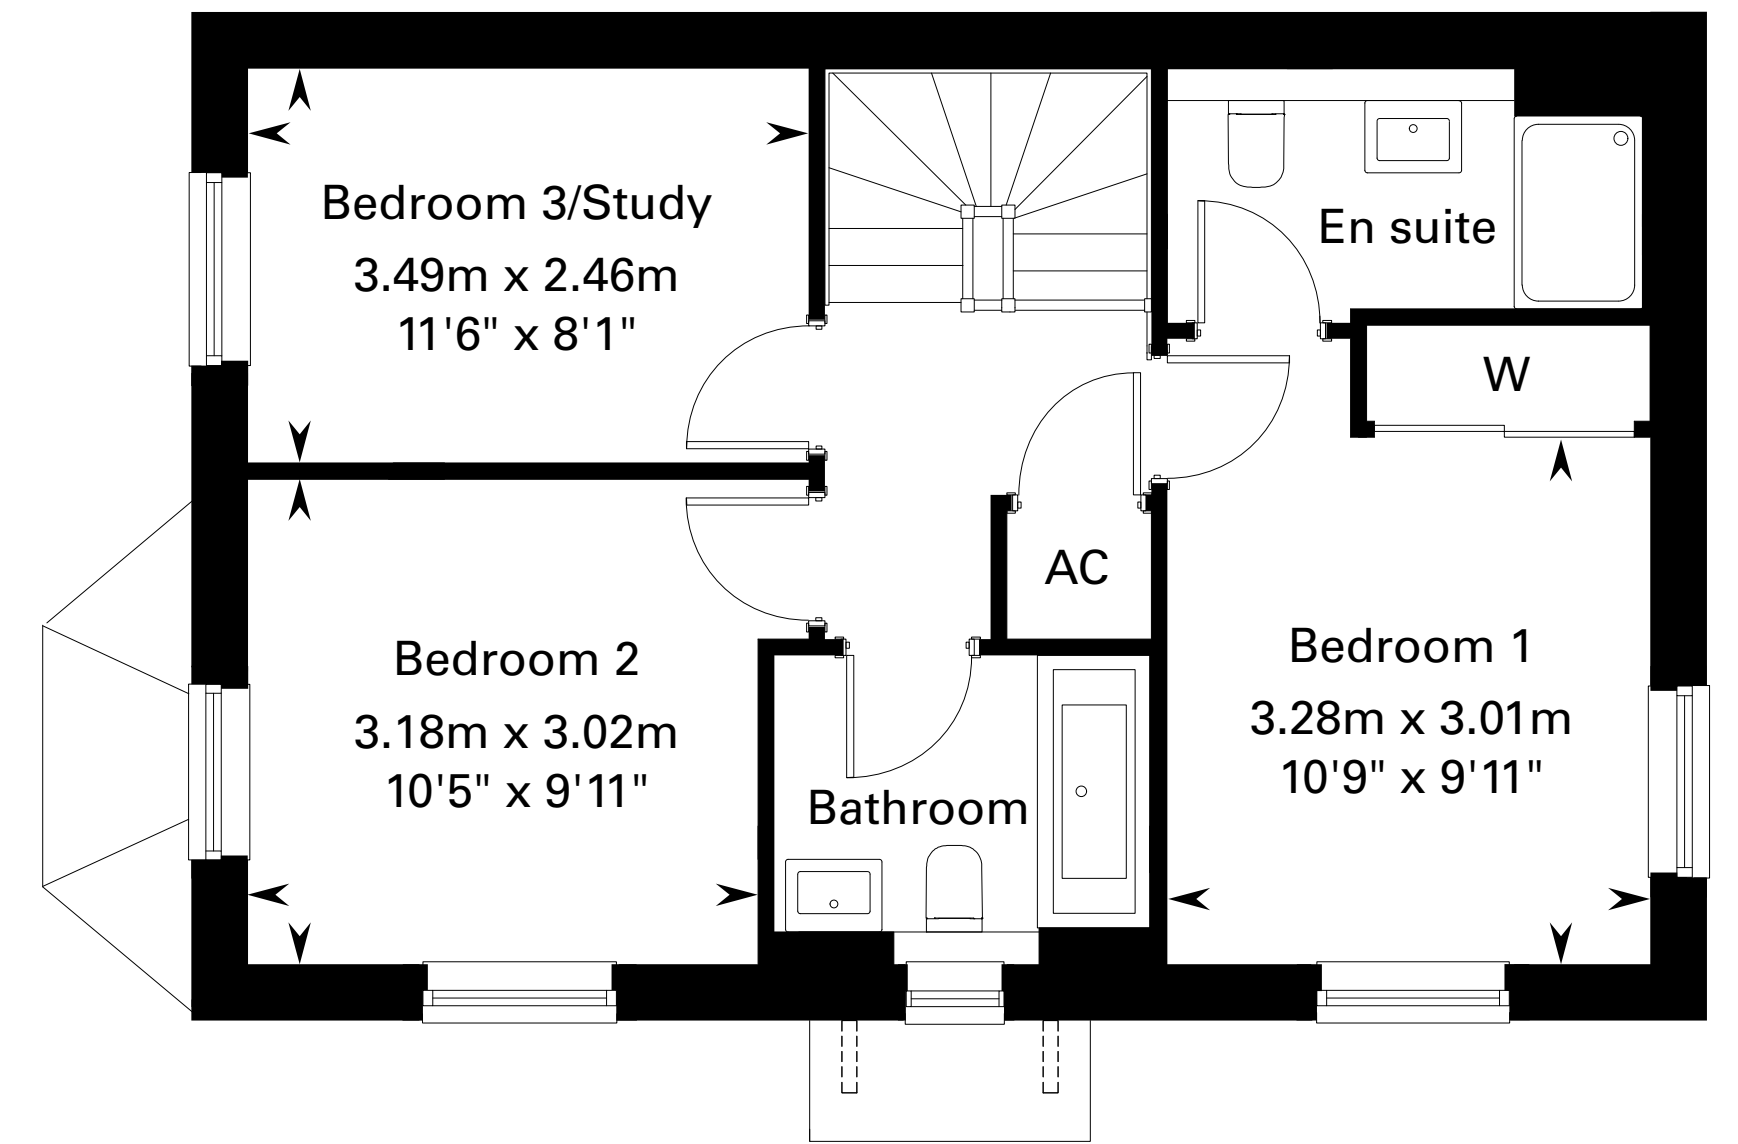 Bedroom 3/Study
3.49m x 2.46m
11'6" x 8'1"
En suite
W
AC
Bedroom 2
3.18m x 3.02m
10'5" x 9'11"
Bathroom
Bedroom 1
3.28m x 3.01m
10'9" x 9'11"